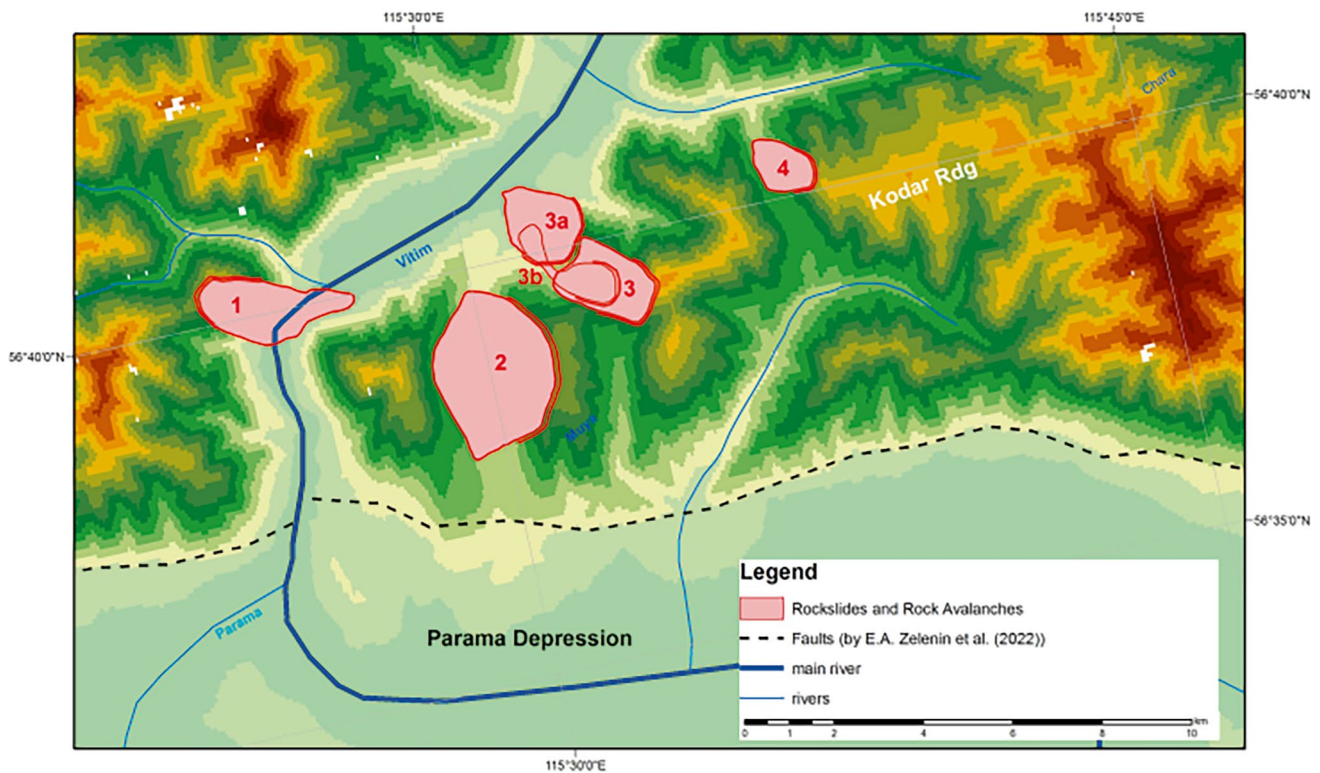 115°30'0"E
115°45'0"E
56°40'0"N
Chara
4
Kodar Rdg
3a
Vitim
3b
3
1
2
56°40'0"N
Muya
56°35'0"N
Legend
Rockslides and Rock Avalanches
Parama
Parama Depression
Faults (by E.A. Zelenin et al. (2022))
main river
rivers
km
0 1 2 4 6 8 10
115°30'0"E